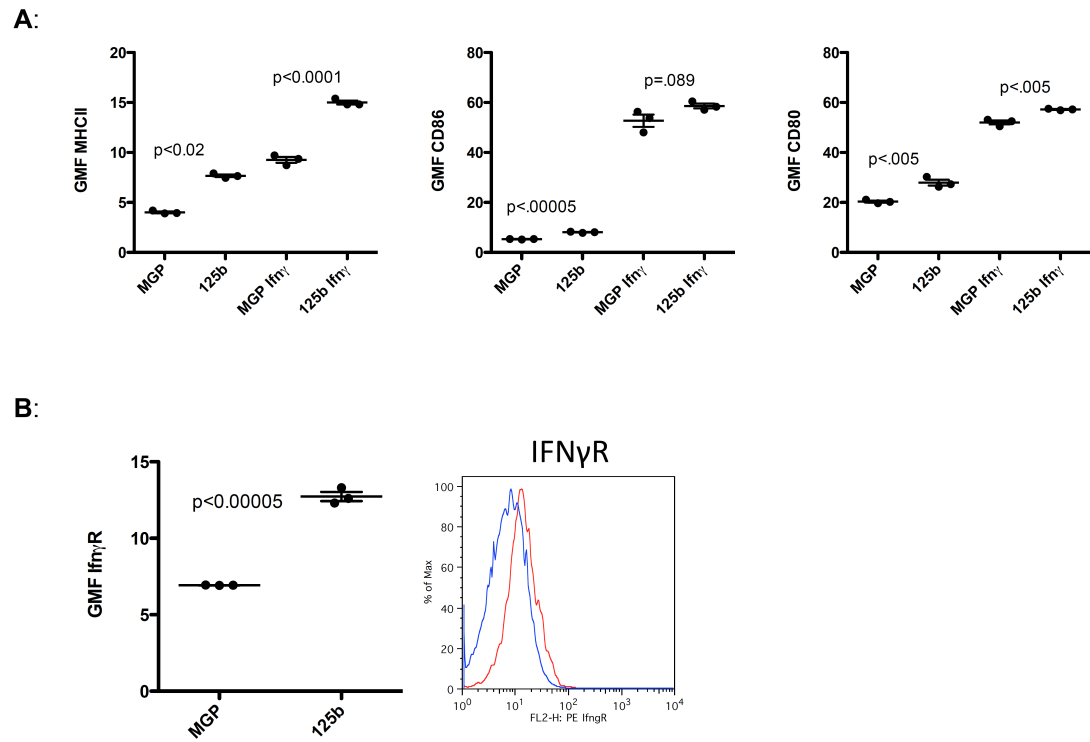 A:
20
15
10
5
0
GMF MHCII
p<0.02
p<0.0001
MGP
125b
MGP Ifnγ
125b Ifnγ
80
60
40
20
0
GMF CD86
p<.00005
p=.089
MGP
125b
MGP Ifnγ
125b Ifnγ
80
60
40
20
0
GMF CD80
p<.005
p<.005
MGP
125b
MGP Ifnγ
125b Ifnγ
B:
15
10
5
0
GMF IfnγR
p<0.00005
MGP
125b
IFNγR
100
80
60
40
20
0
% of Max
10⁰ 10¹ 10² 10³ 10⁴
FL2-H: PE IfngR